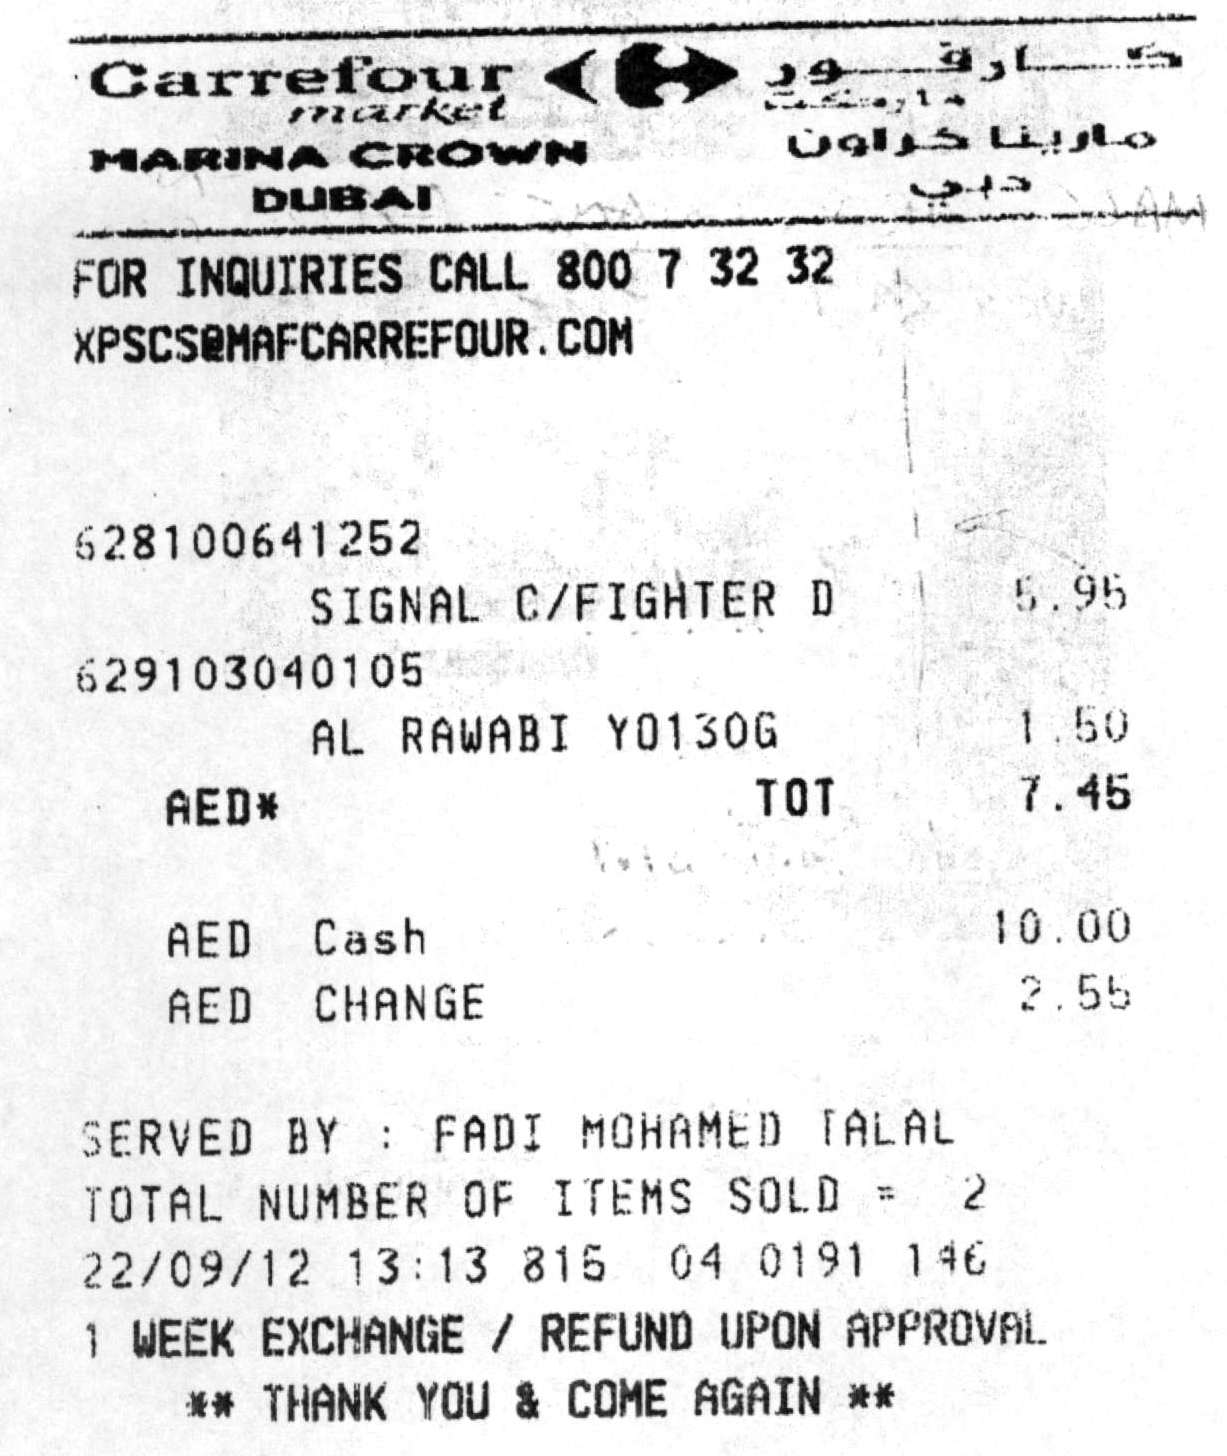 Carrefour
market
MARINA CROWN
DUBAI
كارفور
ماركت
مارينا كراون
دبي
FOR INQUIRIES CALL 800 7 32 32
XPSCS@MAFCARREFOUR.COM
628100641252
SIGNAL C/FIGHTER D 5.95
629103040105
AL RAWABI YO130G 1.50
AED* TOT 7.45
AED Cash 10.00
AED CHANGE 2.55
SERVED BY : FADI MOHAMED TALAL
TOTAL NUMBER OF ITEMS SOLD = 2
22/09/12 13:13 815 04 0191 146
1 WEEK EXCHANGE / REFUND UPON APPROVAL
** THANK YOU & COME AGAIN **